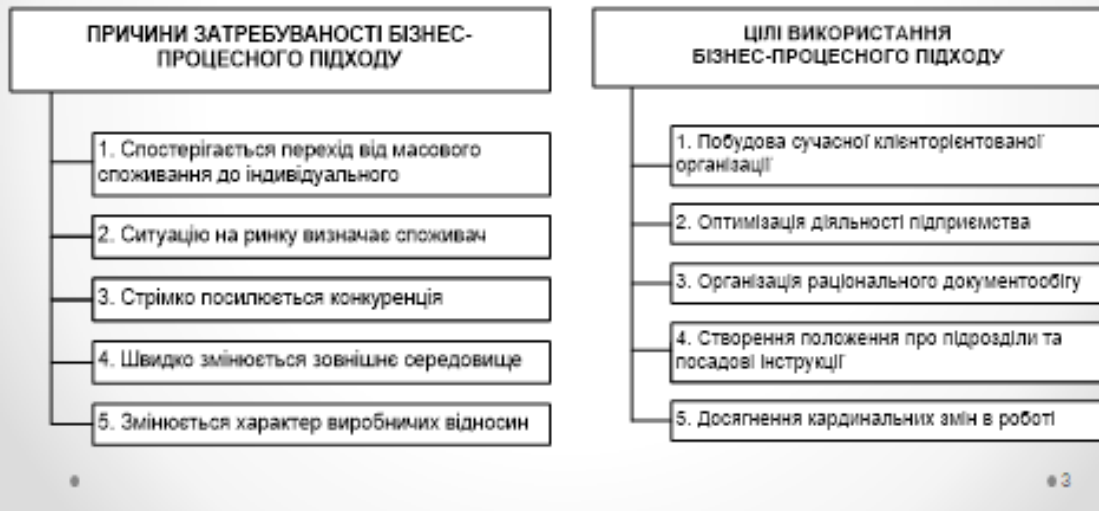 ПРИЧИНИ ЗАТРЕБУВАНОСТІ БІЗНЕС-
ПРОЦЕСНОГО ПІДХОДУ
1. Спостерігається перехід від масового
споживання до індивідуального
2. Ситуацію на ринку визначає споживач
3. Стрімко посилюється конкуренція
4. Швидко змінюється зовнішнє середовище
5. Змінюється характер виробничих відносин
ЦІЛІ ВИКОРИСТАННЯ
БІЗНЕС-ПРОЦЕСНОГО ПІДХОДУ
1. Побудова сучасної клієнторієнтованої
організації
2. Оптимізація діяльності підприємства
3. Організація раціонального документообігу
4. Створення положення про підрозділи та
посадові інструкції
5. Досягнення кардинальних змін в роботі
3